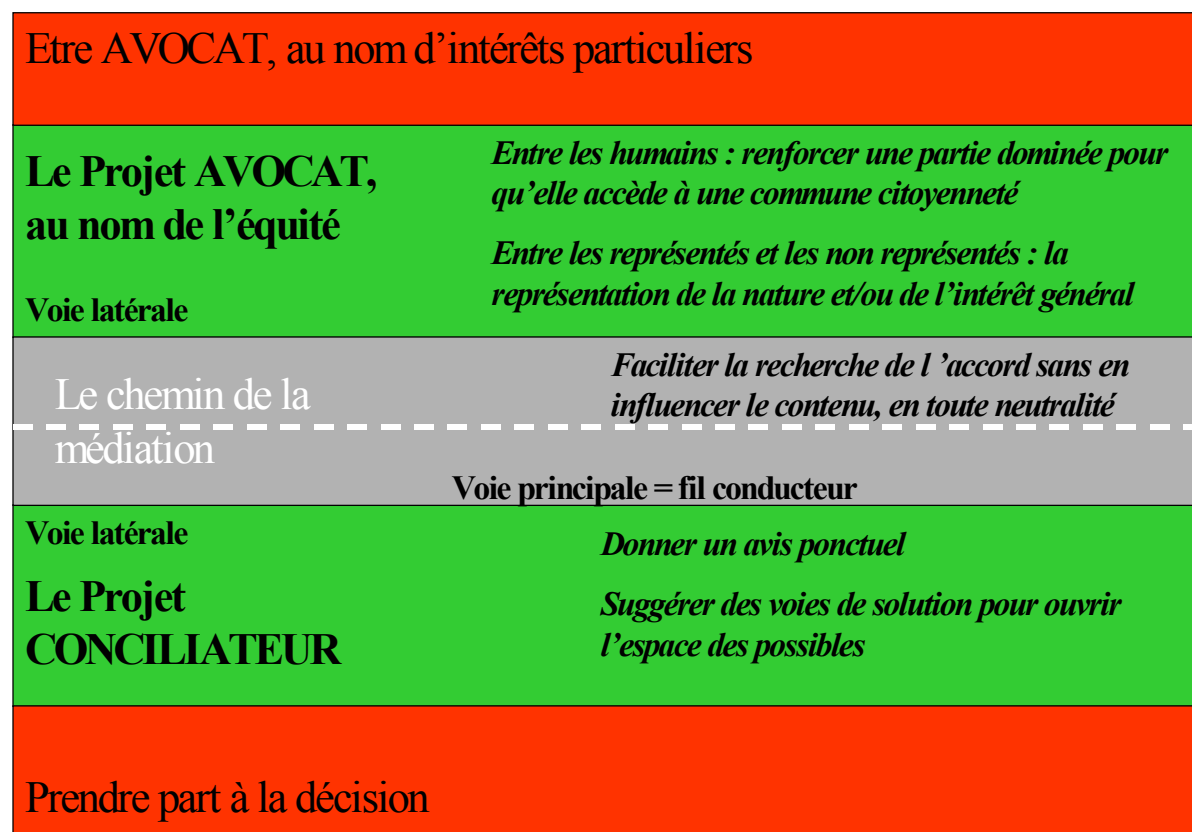 Etre AVOCAT, au nom d’intérêts particuliers
Le Projet AVOCAT,
au nom de l’équité
Voie latérale
Entre les humains : renforcer une partie dominée pour
qu’elle accède à une commune citoyenneté
Entre les représentés et les non représentés : la
représentation de la nature et/ou de l’intérêt général
Le chemin de la
médiation
Faciliter la recherche de l ’accord sans en
influencer le contenu, en toute neutralité
Voie principale = fil conducteur
Voie latérale
Le Projet
CONCILIATEUR
Donner un avis ponctuel
Suggérer des voies de solution pour ouvrir
l’espace des possibles
Prendre part à la décision